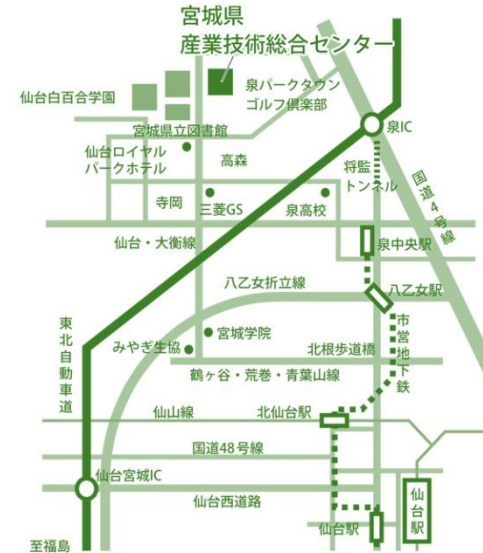 宮城県
産業技術総合センター
仙台白百合学園
泉パークタウン
ゴルフ倶楽部
宮城県立図書館
泉IC
仙台ロイヤル
パークホテル
高森
将監
トンネル
国道4号線
寺岡
三菱GS
泉高校
仙台・大衡線
泉中央駅
八乙女折立線
八乙女駅
東北自動車道
宮城学院
みやぎ生協
市営地下鉄
北根歩道橋
鶴ヶ谷・荒巻・青葉山線
仙山線
北仙台駅
国道48号線
仙台宮城IC
仙台西道路
仙台駅
仙台駅
至福島